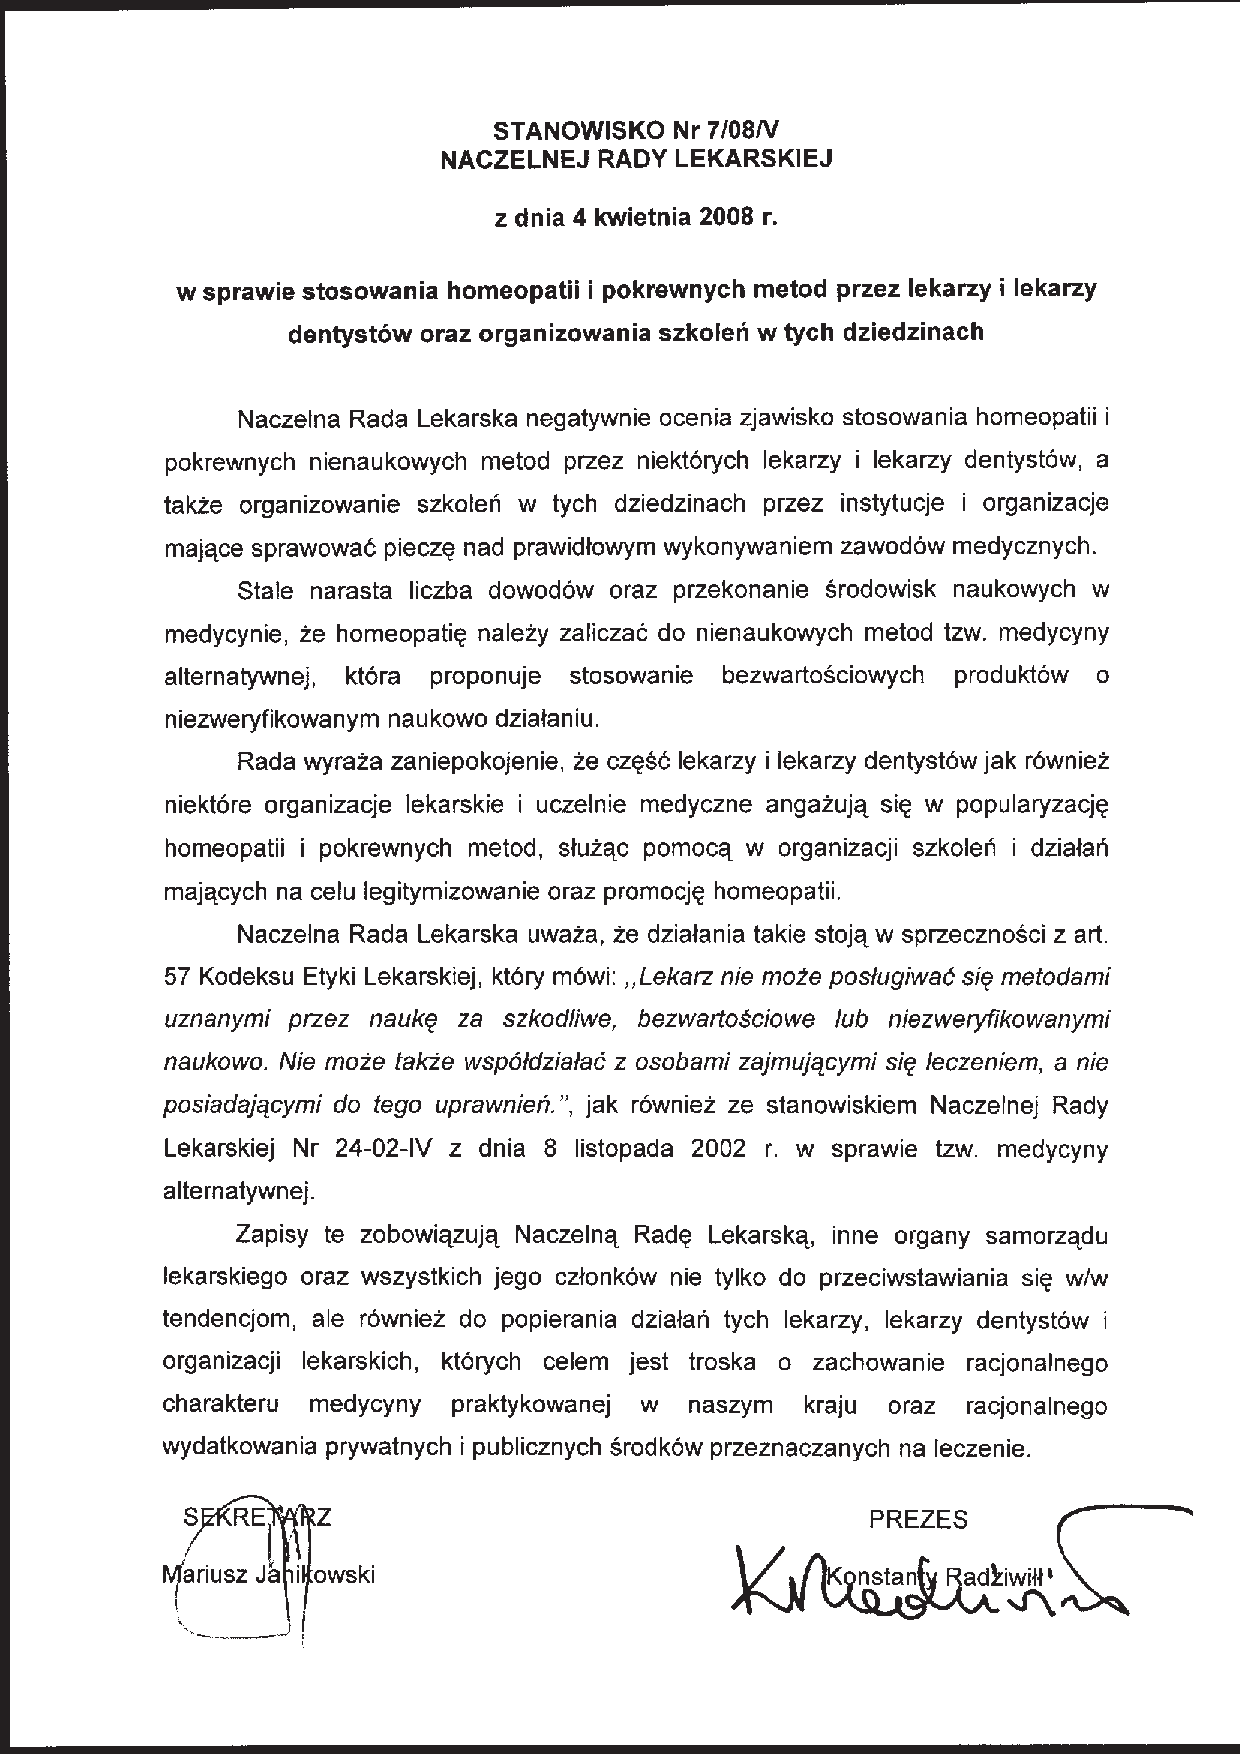 STANOWISKO Nr 7/08/V
NACZELNEJ RADY LEKARSKIEJ
z dnia 4 kwietnia 2008 r.
w sprawie stosowania homeopatii i pokrewnych metod przez lekarzy i lekarzy
dentystów oraz organizowania szkoleń w tych dziedzinach
Naczelna Rada Lekarska negatywnie ocenia zjawisko stosowania homeopatii i
pokrewnych nienaukowych metod przez niektórych lekarzy i lekarzy dentystów, a
także organizowanie szkoleń w tych dziedzinach przez instytucje i organizacje
mające sprawować pieczę nad prawidłowym wykonywaniem zawodów medycznych.
Stale narasta liczba dowodów oraz przekonanie środowisk naukowych w
medycynie, że homeopatię należy zaliczać do nienaukowych metod tzw. medycyny
alternatywnej, która proponuje stosowanie bezwartościowych produktów o
niezweryfikowanym naukowo działaniu.
Rada wyraża zaniepokojenie, że część lekarzy i lekarzy dentystów jak również
niektóre organizacje lekarskie i uczelnie medyczne angażują się w popularyzację
homeopatii i pokrewnych metod, służąc pomocą w organizacji szkoleń i działań
mających na celu legitymizowanie oraz promocję homeopatii.
Naczelna Rada Lekarska uważa, że działania takie stoją w sprzeczności z art.
57 Kodeksu Etyki Lekarskiej, który mówi: ,,Lekarz nie może posługiwać się metodami
uznanymi przez naukę za szkodliwe, bezwartościowe lub niezweryfikowanymi
naukowo. Nie może także współdziałać z osobami zajmującymi się leczeniem, a nie
posiadającymi do tego uprawnień.”, jak również ze stanowiskiem Naczelnej Rady
Lekarskiej Nr 24-02-IV z dnia 8 listopada 2002 r. w sprawie tzw. medycyny
alternatywnej.
Zapisy te zobowiązują Naczelną Radę Lekarską, inne organy samorządu
lekarskiego oraz wszystkich jego członków nie tylko do przeciwstawiania się w/w
tendencjom, ale również do popierania działań tych lekarzy, lekarzy dentystów i
organizacji lekarskich, których celem jest troska o zachowanie racjonalnego
charakteru medycyny praktykowanej w naszym kraju oraz racjonalnego
wydatkowania prywatnych i publicznych środków przeznaczanych na leczenie.
SEKRETARZ
PREZES
Mariusz Janikowski
Konstanty Radziwiłł